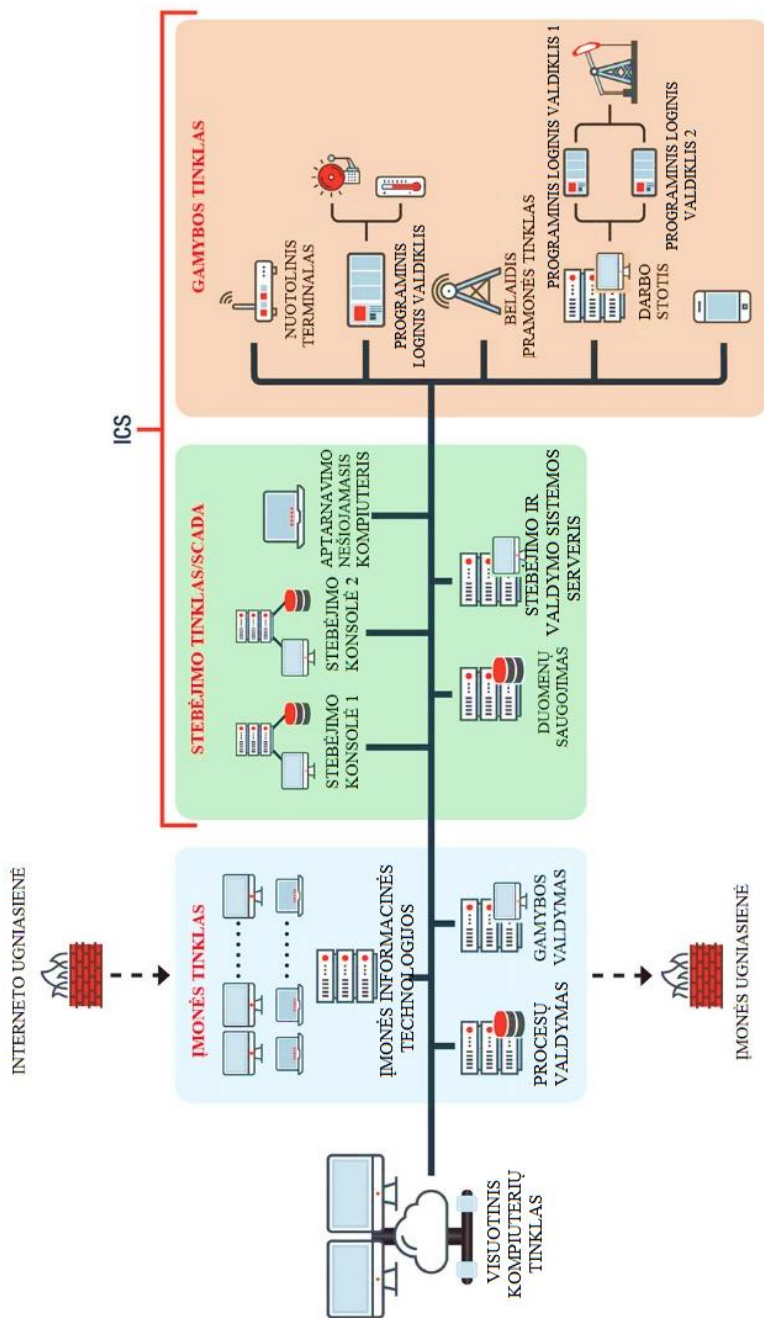 INTERNETO UGNIASIENĖ
ICS
ĮMONĖS TINKLAS
STEBĖJIMO TINKLAS/SCADA
GAMYBOS TINKLAS
VISUOTINIS
KOMPIUTERIŲ
TINKLAS
ĮMONĖS INFORMACINĖS
TECHNOLOGIJOS
PROCESŲ
VALDYMAS
GAMYBOS
VALDYMAS
ĮMONĖS UGNIASIENĖ
STEBĖJIMO
KONSOLĖ 1
STEBĖJIMO
KONSOLĖ 2
APTARNAVIMO
NEŠIOJAMASIS
KOMPIUTERIS
DUOMENŲ
SAUGOJIMAS
STEBĖJIMO IR
VALDYMO SISTEMOS
SERVERIS
NUOTOLINIS
TERMINALAS
PROGRAMINIS
LOGINIS VALDIKLIS
BELAIDIS
PRAMONĖS TINKLAS
DARBO
STOTIS
PROGRAMINIS LOGINIS VALDIKLIS 1
PROGRAMINIS LOGINIS
VALDIKLIS 2